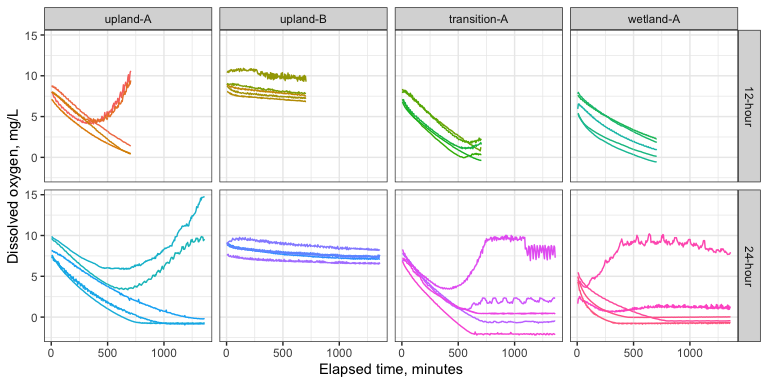 upland-A upland-B transition-A wetland-A
15
10
5
0
12-hour
15
10
5
0
24-hour
0 500 1000 0 500 1000 0 500 1000 0 500 1000
Elapsed time, minutes
Dissolved oxygen, mg/L